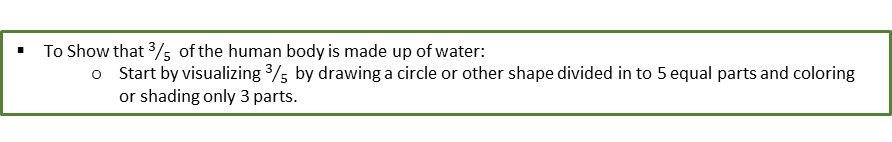 ▪ To Show that 3/5 of the human body is made up of water:
o Start by visualizing 3/5 by drawing a circle or other shape divided in to 5 equal parts and coloring
or shading only 3 parts.